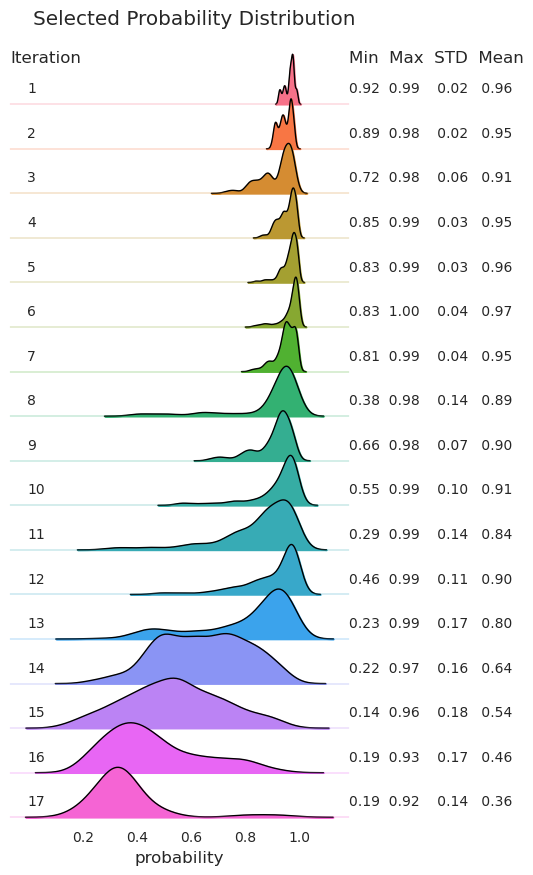 Selected Probability Distribution
Iteration Min Max STD Mean
1 0.92 0.99 0.02 0.96
2 0.89 0.98 0.02 0.95
3 0.72 0.98 0.06 0.91
4 0.85 0.99 0.03 0.95
5 0.83 0.99 0.03 0.96
6 0.83 1.00 0.04 0.97
7 0.81 0.99 0.04 0.95
8 0.38 0.98 0.14 0.89
9 0.66 0.98 0.07 0.90
10 0.55 0.99 0.10 0.91
11 0.29 0.99 0.14 0.84
12 0.46 0.99 0.11 0.90
13 0.23 0.99 0.17 0.80
14 0.22 0.97 0.16 0.64
15 0.14 0.96 0.18 0.54
16 0.19 0.93 0.17 0.46
17 0.19 0.92 0.14 0.36
0.2 0.4 0.6 0.8 1.0
probability